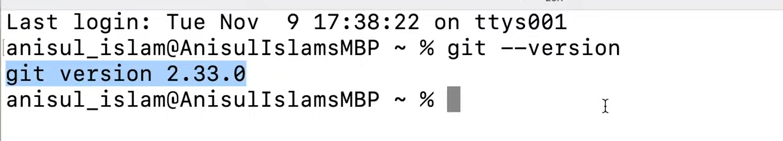 Last login: Tue Nov  9 17:38:22 on ttys001
anisul_islam@AnisulIslamsMBP ~ % git --version
git version 2.33.0
anisul_islam@AnisulIslamsMBP ~ %